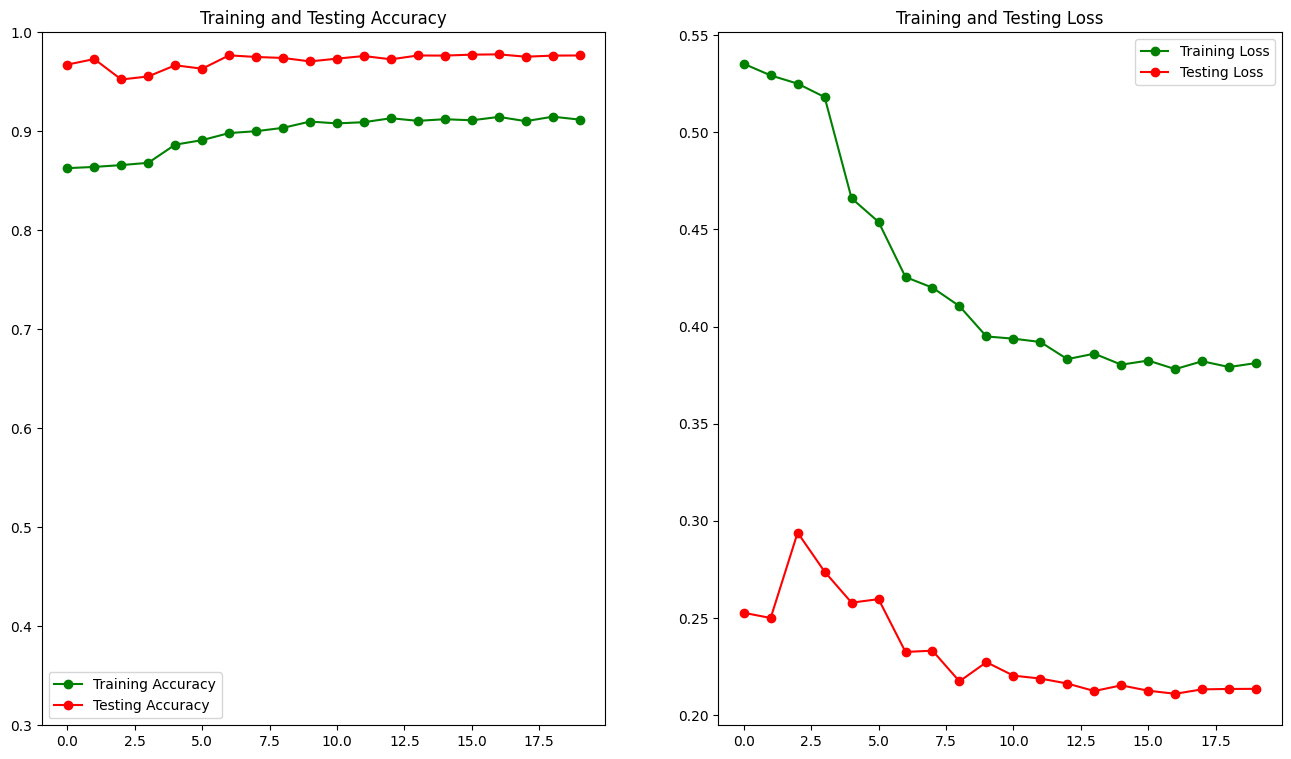 Training and Testing Accuracy
1.0
0.9
0.8
0.7
0.6
0.5
0.4
0.3
Training Accuracy
Testing Accuracy
0.0 2.5 5.0 7.5 10.0 12.5 15.0 17.5
Training and Testing Loss
0.55
0.50
0.45
0.40
0.35
0.30
0.25
0.20
Training Loss
Testing Loss
0.0 2.5 5.0 7.5 10.0 12.5 15.0 17.5